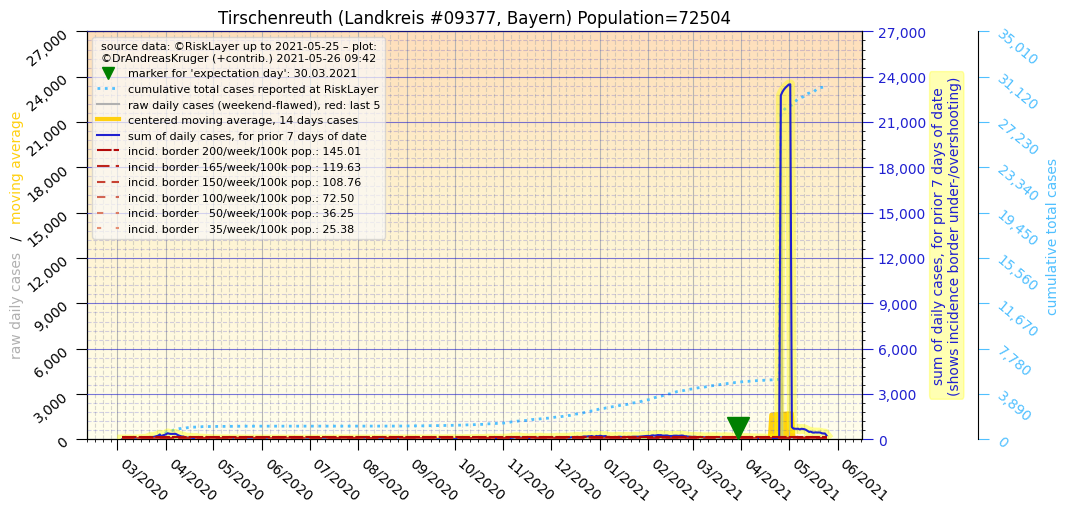 Tirschenreuth (Landkreis #09377, Bayern) Population=72504
source data: ©RiskLayer up to 2021-05-25 – plot:
©DrAndreasKruger (+contrib.) 2021-05-26 09:42
marker for 'expectation day': 30.03.2021
cumulative total cases reported at RiskLayer
raw daily cases (weekend-flawed), red: last 5
centered moving average, 14 days cases
sum of daily cases, for prior 7 days of date
incid. border 200/week/100k pop.: 145.01
incid. border 165/week/100k pop.: 119.63
incid. border 150/week/100k pop.: 108.76
incid. border 100/week/100k pop.: 72.50
incid. border 50/week/100k pop.: 36.25
incid. border 35/week/100k pop.: 25.38
raw daily cases / moving average
27,000
24,000
21,000
18,000
15,000
12,000
9,000
6,000
3,000
0
03/2020
04/2020
05/2020
06/2020
07/2020
08/2020
09/2020
10/2020
11/2020
12/2020
01/2021
02/2021
03/2021
04/2021
05/2021
06/2021
27,000
24,000
21,000
18,000
15,000
12,000
9,000
6,000
3,000
0
sum of daily cases, for prior 7 days of date
(shows incidence border under-/overshooting)
35,010
31,120
27,230
23,340
19,450
15,560
11,670
7,780
3,890
0
cumulative total cases